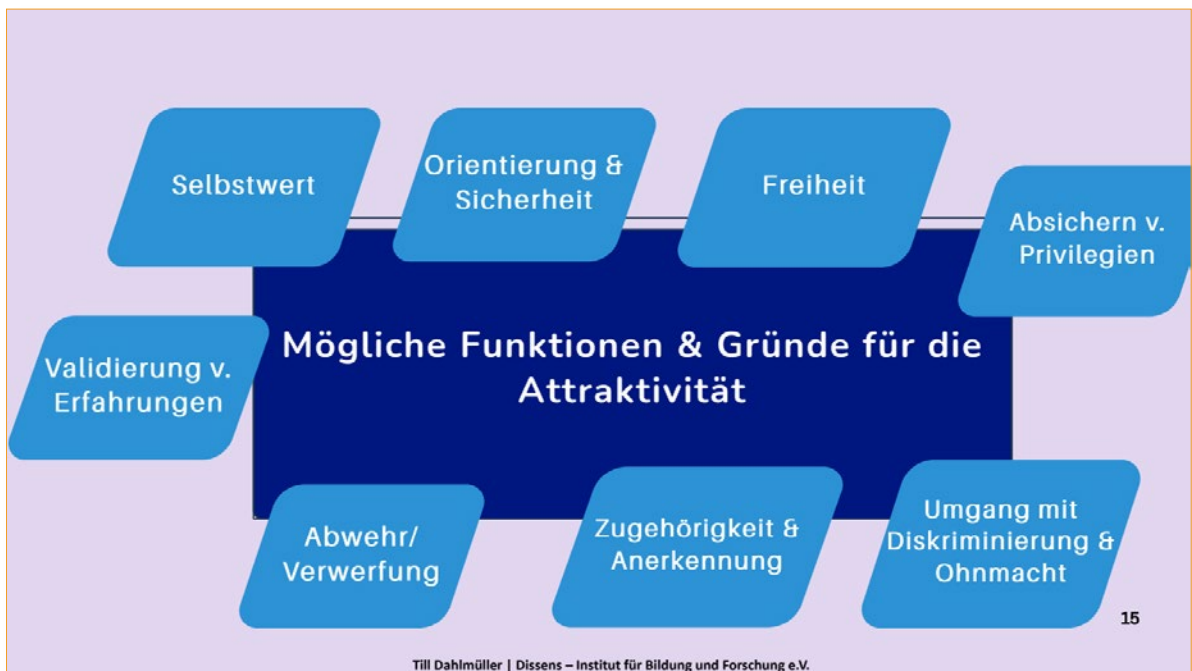 Selbstwert
Orientierung &
Sicherheit
Freiheit
Absichern v.
Privilegien
Validierung v.
Erfahrungen
Mögliche Funktionen & Gründe für die
Attraktivität
Abwehr/
Verwerfung
Zugehörigkeit &
Anerkennung
Umgang mit
Diskriminierung &
Ohnmacht
15
Till Dahlmüller | Dissens – Institut für Bildung und Forschung e.V.